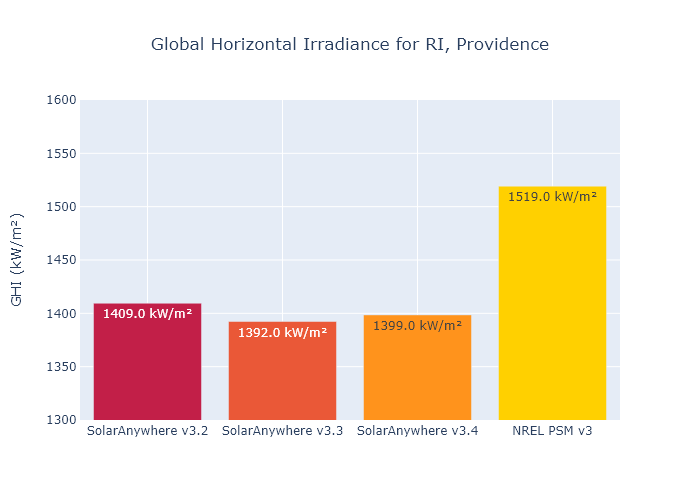 Global Horizontal Irradiance for RI, Providence
GHI (kW/m²)
1600
1550
1500
1450
1400
1350
1300
1409.0 kW/m²
1392.0 kW/m²
1399.0 kW/m²
1519.0 kW/m²
SolarAnywhere v3.2
SolarAnywhere v3.3
SolarAnywhere v3.4
NREL PSM v3